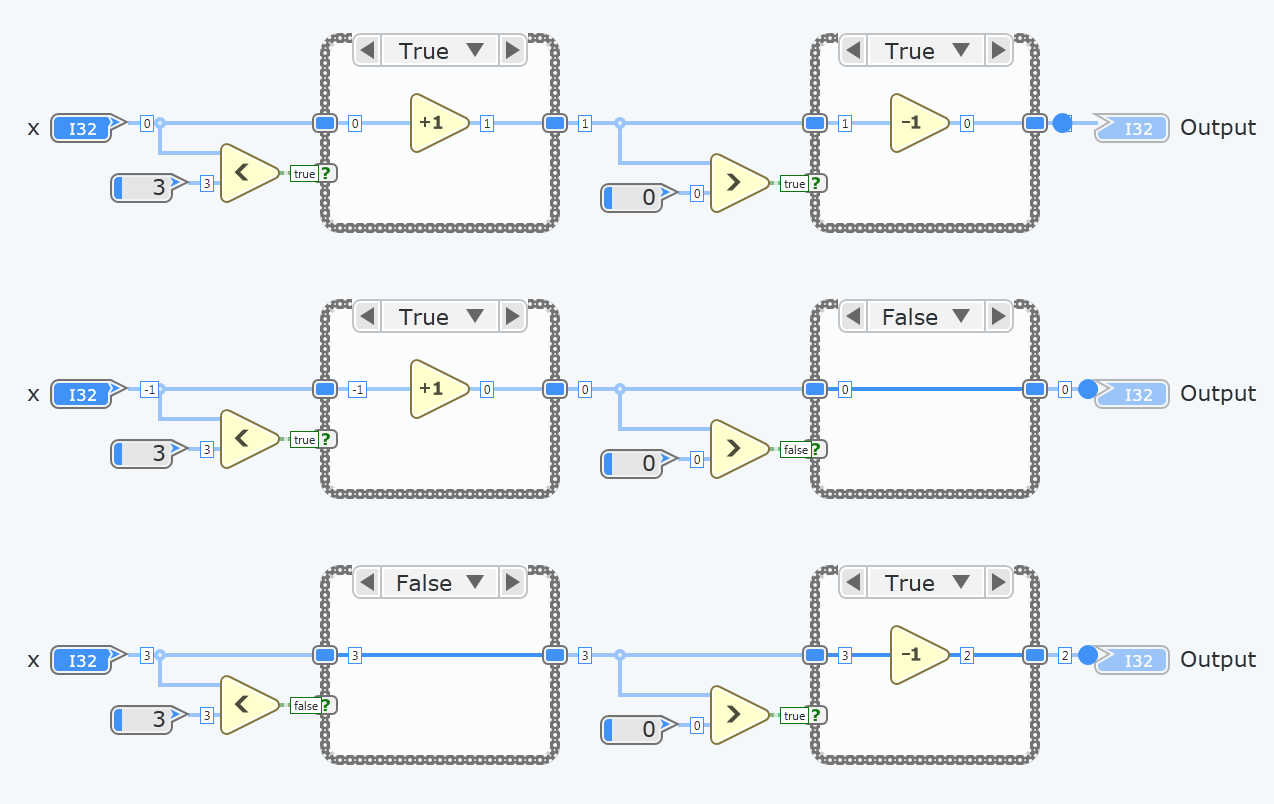 True True
x I32 0 0 +1 1 1 1 -1 0 I32 Output
3 3 < true ? 0 0 > true ?
True False
x I32 -1 -1 +1 0 0 0 0 I32 Output
3 3 < true ? 0 0 > false ?
False True
x I32 3 3 3 3 -1 2 2 I32 Output
3 3 < false ? 0 0 > true ?